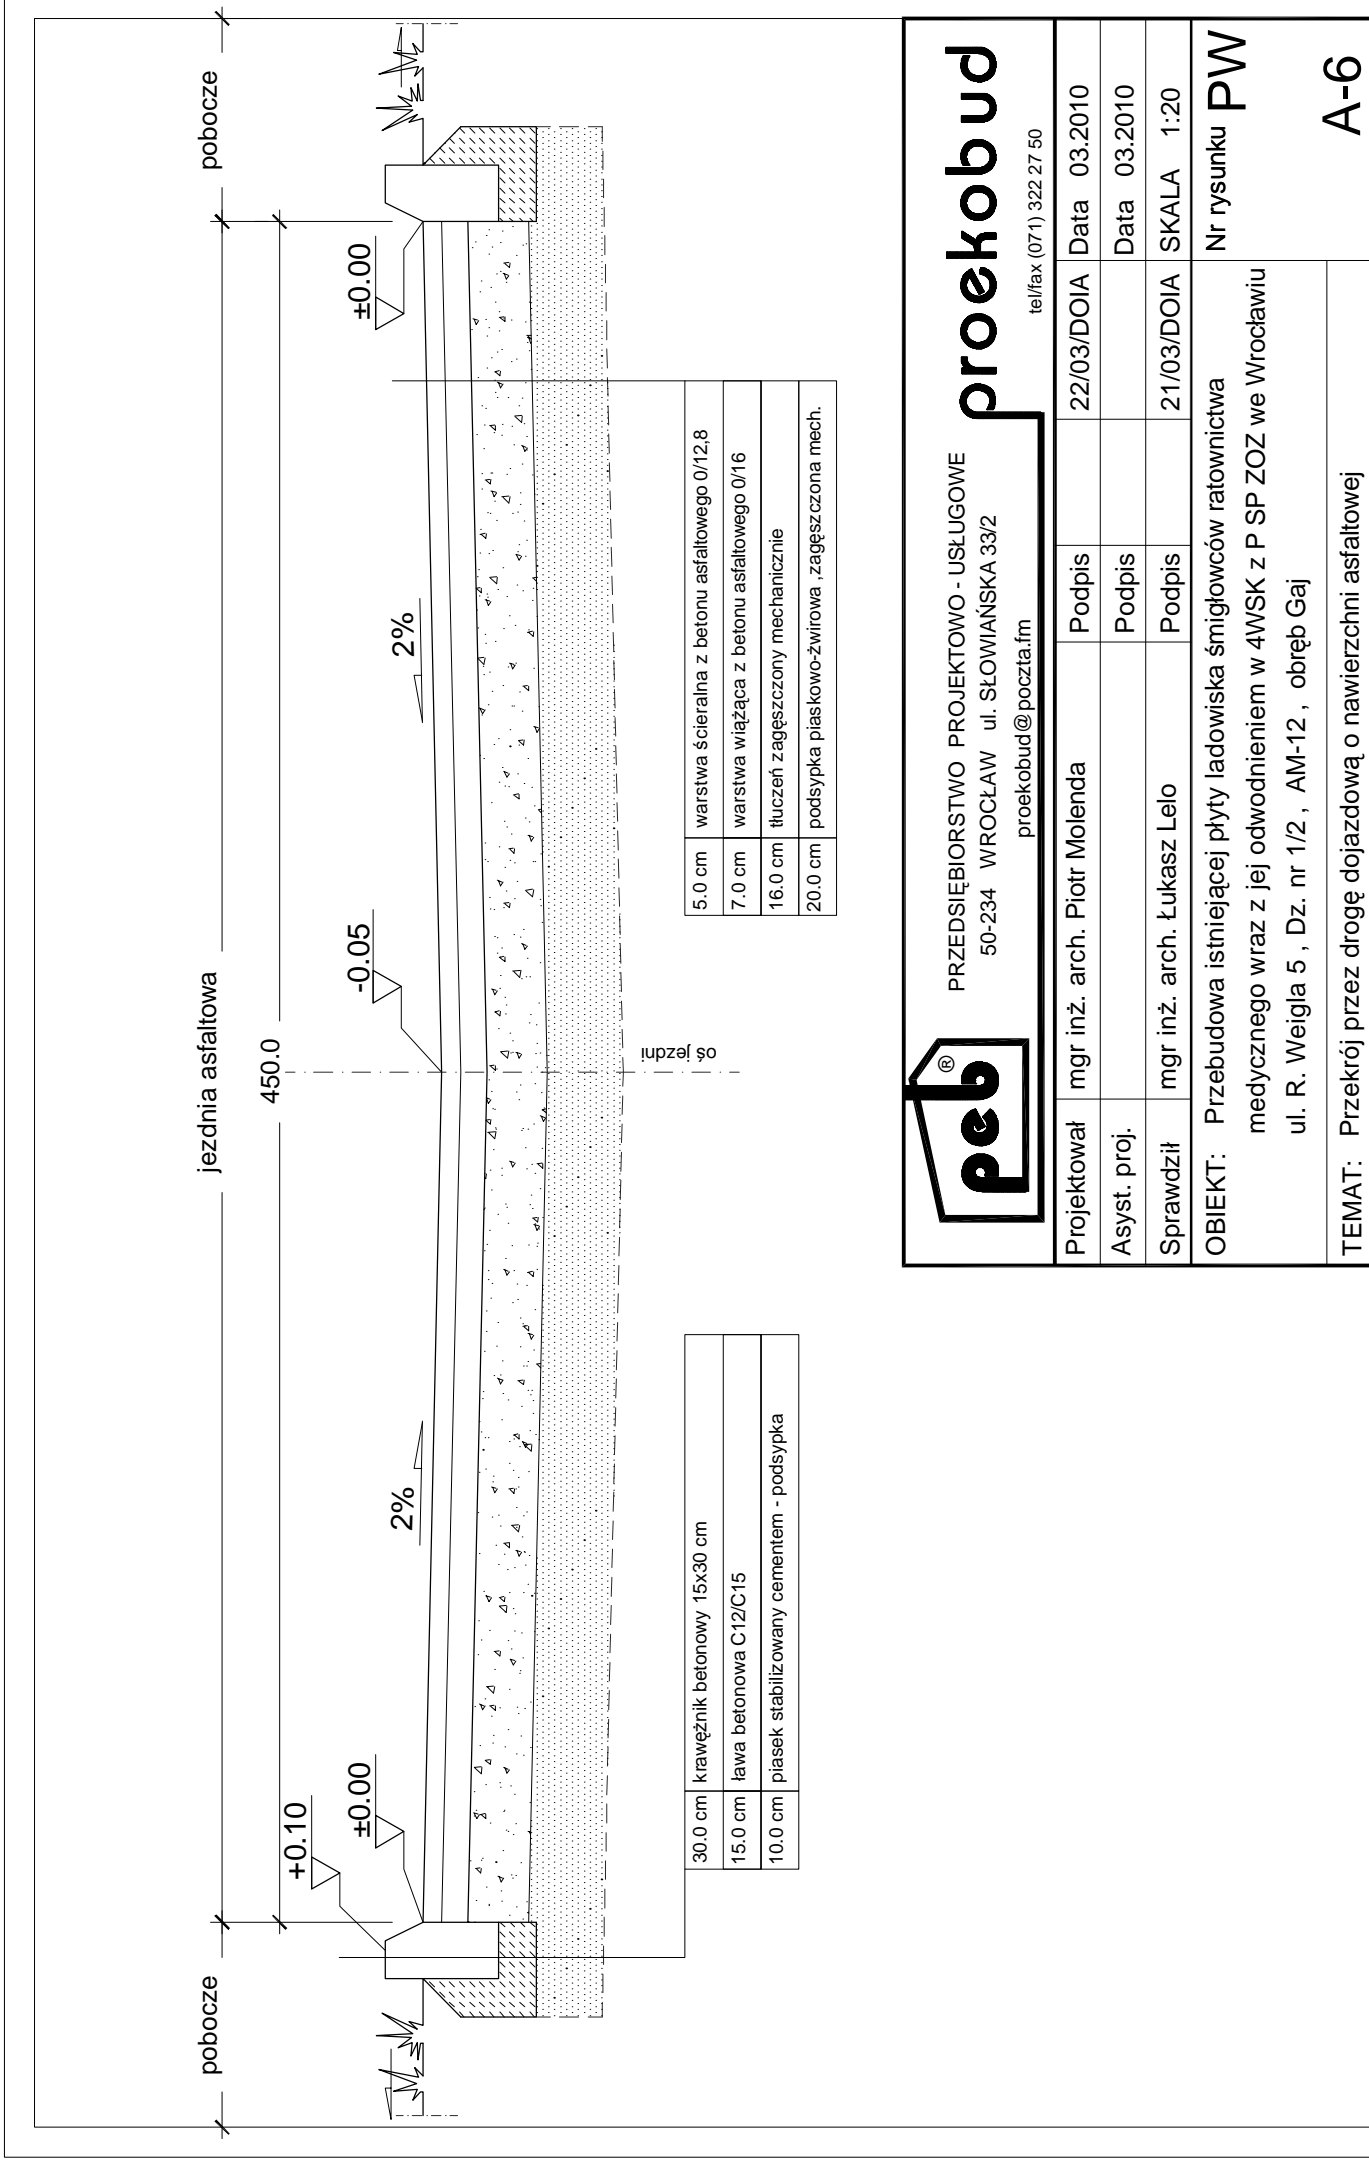 pobocze
jezdnia asfaltowa
pobocze
450.0
+0.10
±0.00
-0.05
±0.00
2%
2%
oś jezdni
30.0 cm krawężnik betonowy 15x30 cm
15.0 cm ława betonowa C12/C15
10.0 cm piasek stabilizowany cementem - podsypka
5.0 cm warstwa ścieralna z betonu asfaltowego 0/12,8
7.0 cm warstwa wiążąca z betonu asfaltowego 0/16
16.0 cm tłuczeń zagęszczony mechanicznie
20.0 cm podsypka piaskowo-żwirowa ,zagęszczona mech.
peb ®
PRZEDSIĘBIORSTWO PROJEKTOWO - USŁUGOWE
50-234 WROCŁAW ul. SŁOWIAŃSKA 33/2
proekobud@poczta.fm
proekobud
tel/fax (071) 322 27 50
Projektował mgr inż. arch. Piotr Molenda Podpis 22/03/DOIA Data 03.2010
Asyst. proj. Podpis Data 03.2010
Sprawdził mgr inż. arch. Łukasz Lelo Podpis 21/03/DOIA SKALA 1:20
OBIEKT: Przebudowa istniejącej płyty lądowiska śmigłowców ratownictwa
medycznego wraz z jej odwodnieniem w 4WSK z P SP ZOZ we Wrocławiu
ul. R. Weigla 5 , Dz. nr 1/2 , AM-12 , obręb Gaj
Nr rysunku PW
A-6
TEMAT: Przekrój przez drogę dojazdową o nawierzchni asfaltowej